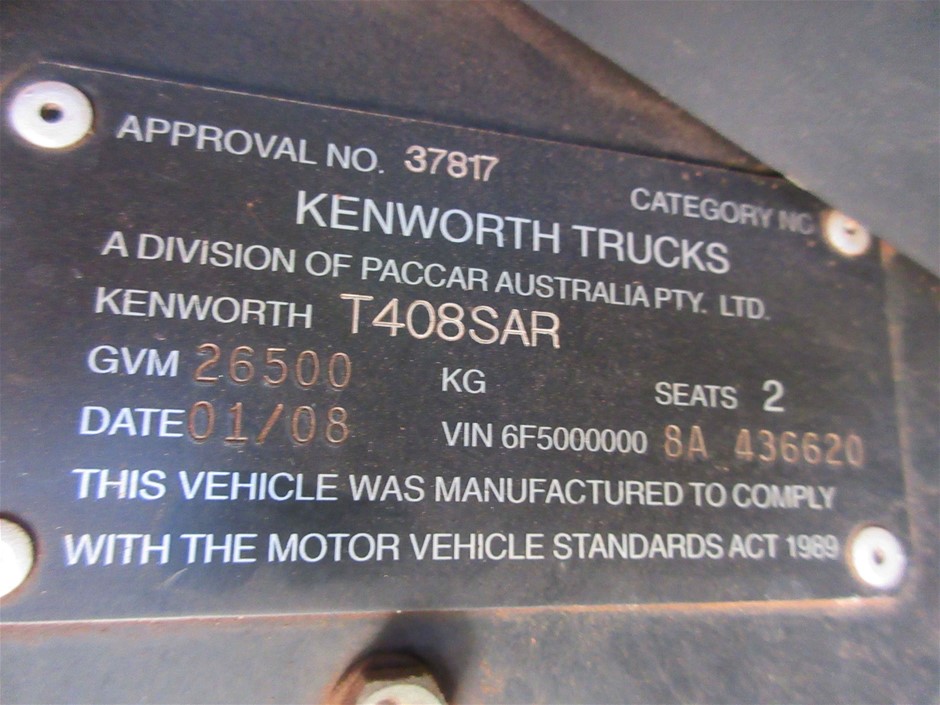 APPROVAL NO. 37817
CATEGORY NC
KENWORTH TRUCKS
A DIVISION OF PACCAR AUSTRALIA PTY. LTD.
KENWORTH T408SAR
GVM 26500 KG SEATS 2
DATE 01/08 VIN 6F5000000 8A 436620
THIS VEHICLE WAS MANUFACTURED TO COMPLY
WITH THE MOTOR VEHICLE STANDARDS ACT 1989